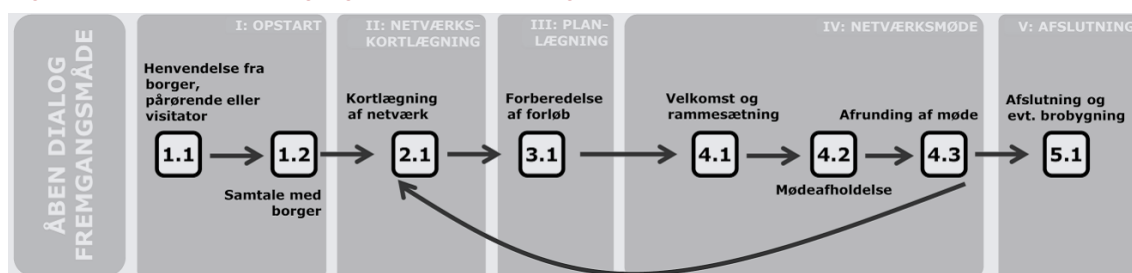 ÅBEN DIALOG
FREMGANGSMÅDE
I: OPSTART
Henvendelse fra
borger,
pårørende eller
visitator
1.1
1.2
Samtale med
borger
II: NETVÆRKS-
KORTLÆGNING
Kortlægning
af netværk
2.1
III: PLAN-
LÆGNING
Forberedelse
af forløb
3.1
IV: NETVÆRKSMØDE
Velkomst og
rammesætning
4.1
4.2
Mødeafholdelse
Afrunding af møde
4.3
V: AFSLUTNING
Afslutning og
evt. brobygning
5.1